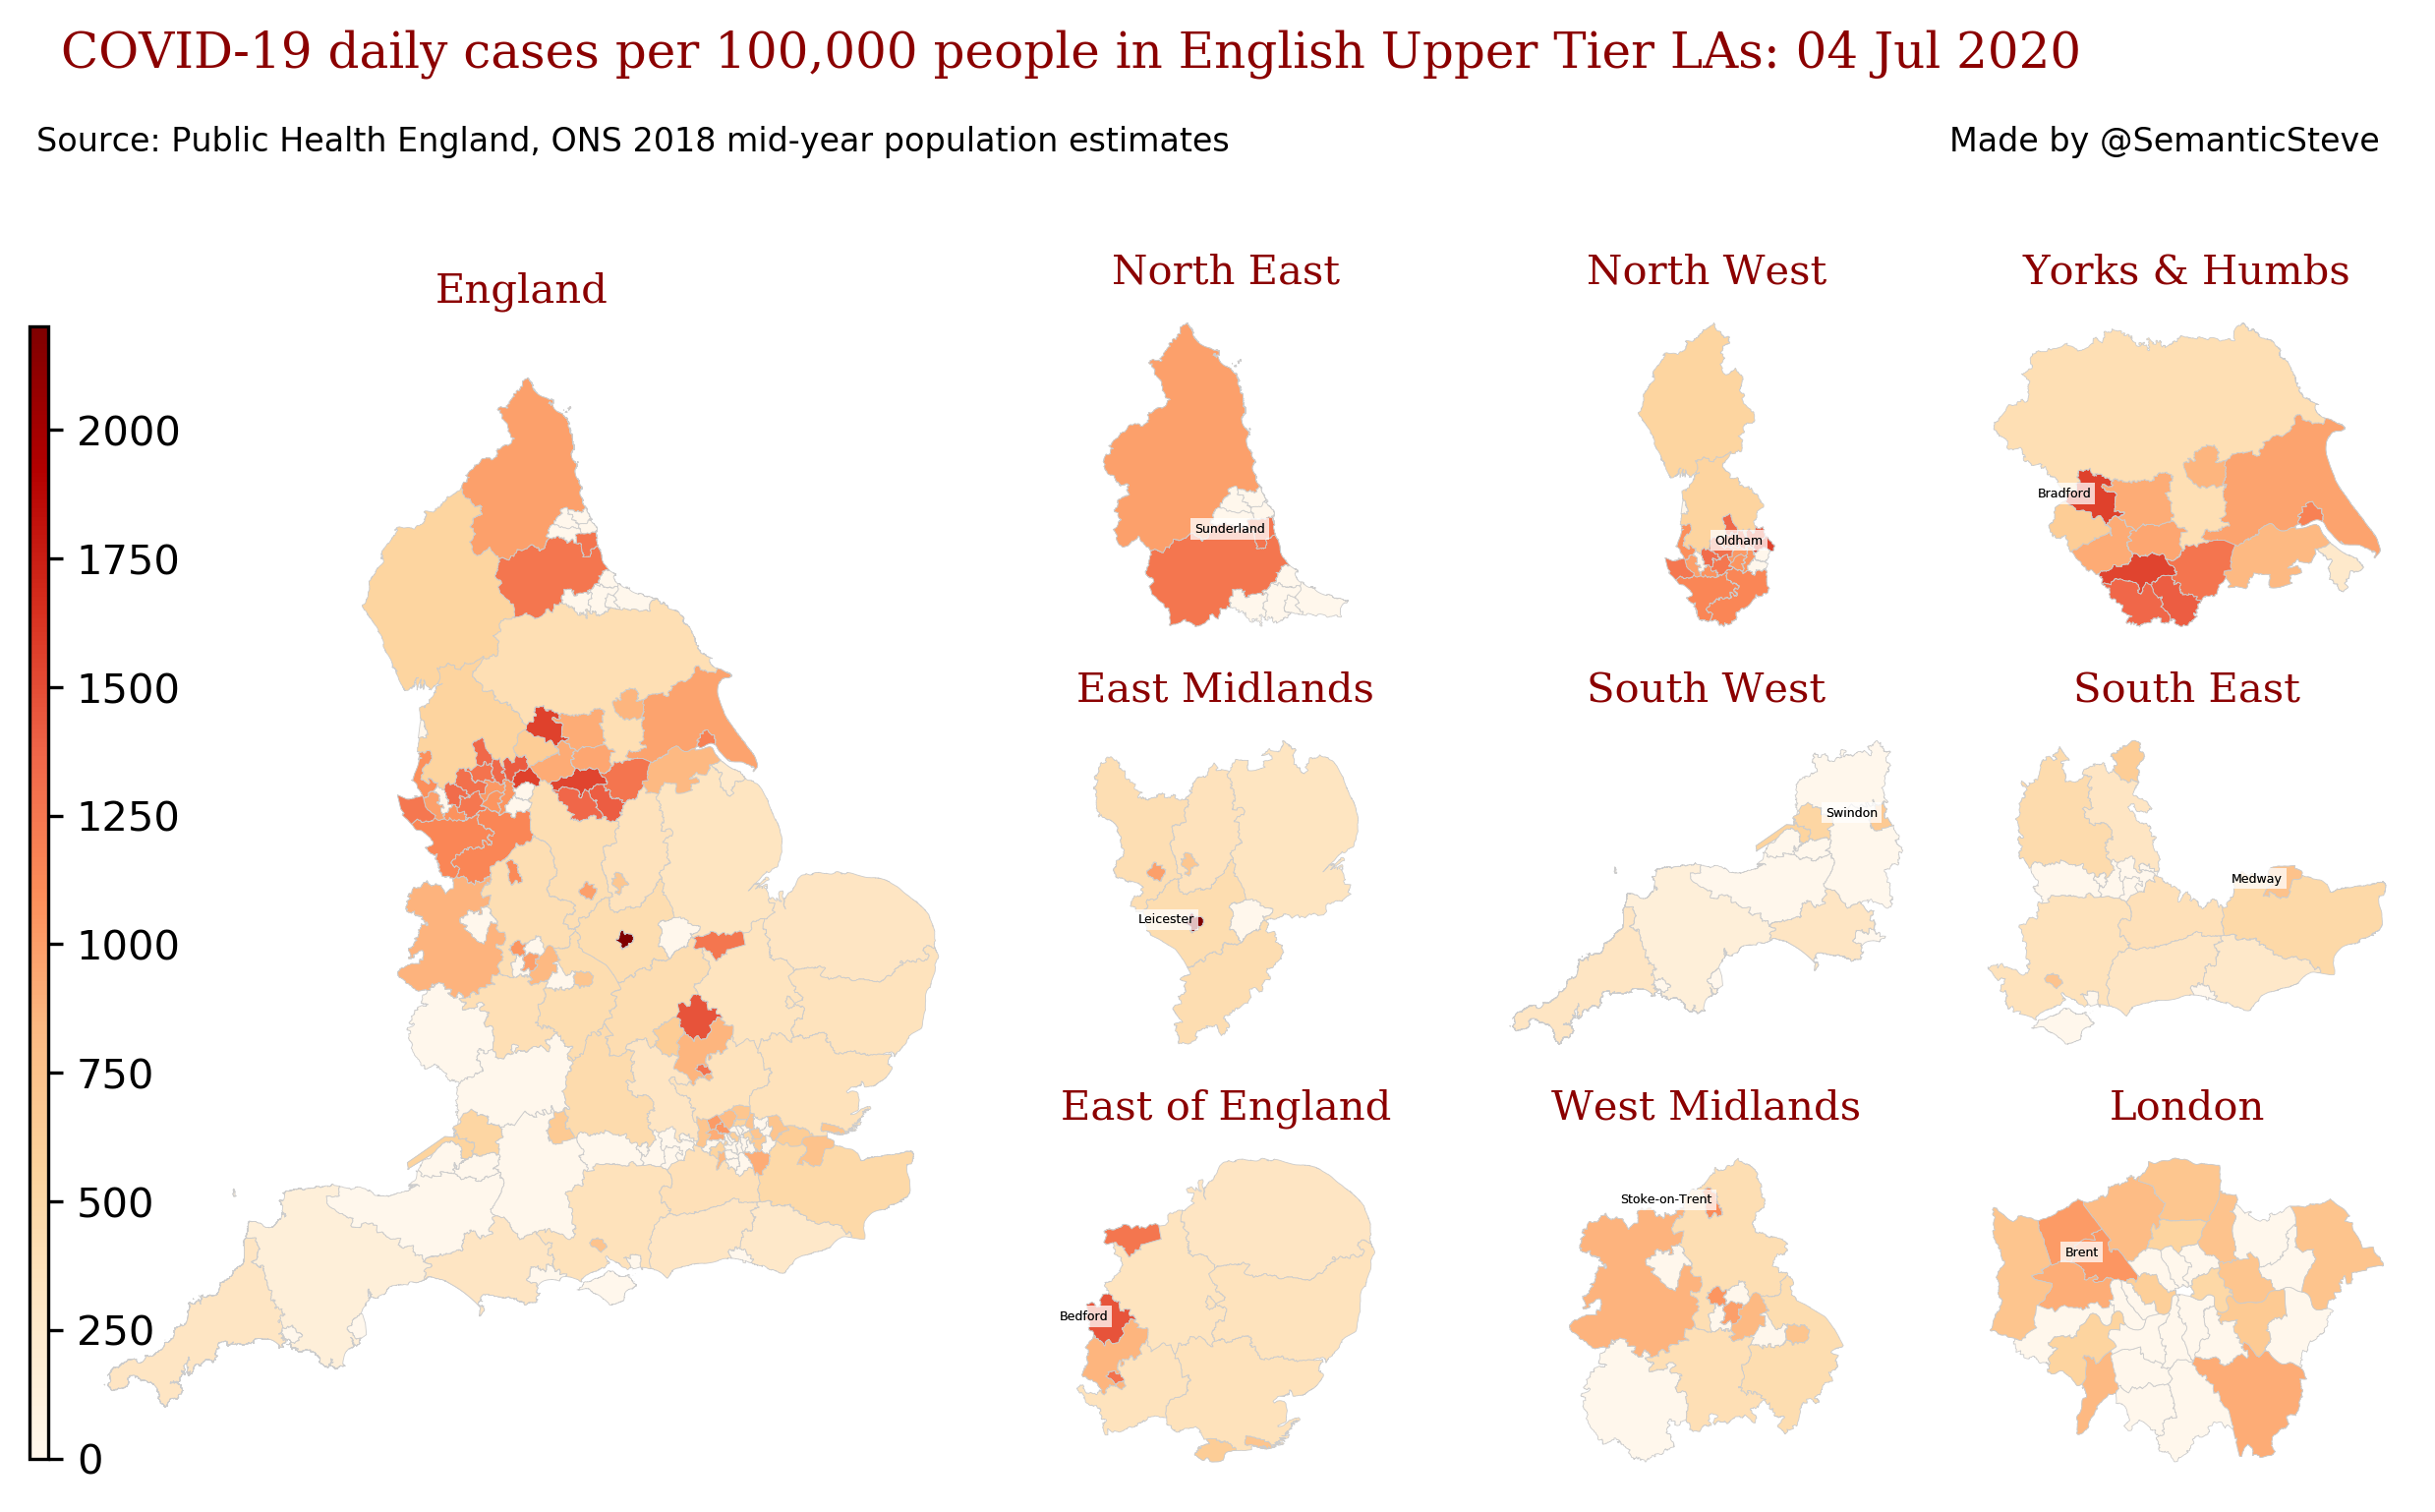 COVID-19 daily cases per 100,000 people in English Upper Tier LAs: 04 Jul 2020
Source: Public Health England, ONS 2018 mid-year population estimates
Made by @SemanticSteve
England
2000
1750
1500
1250
1000
750
500
250
0
North East
Sunderland
North West
Oldham
Yorks & Humbs
Bradford
East Midlands
Leicester
South West
Swindon
South East
Medway
East of England
Bedford
West Midlands
Stoke-on-Trent
London
Brent